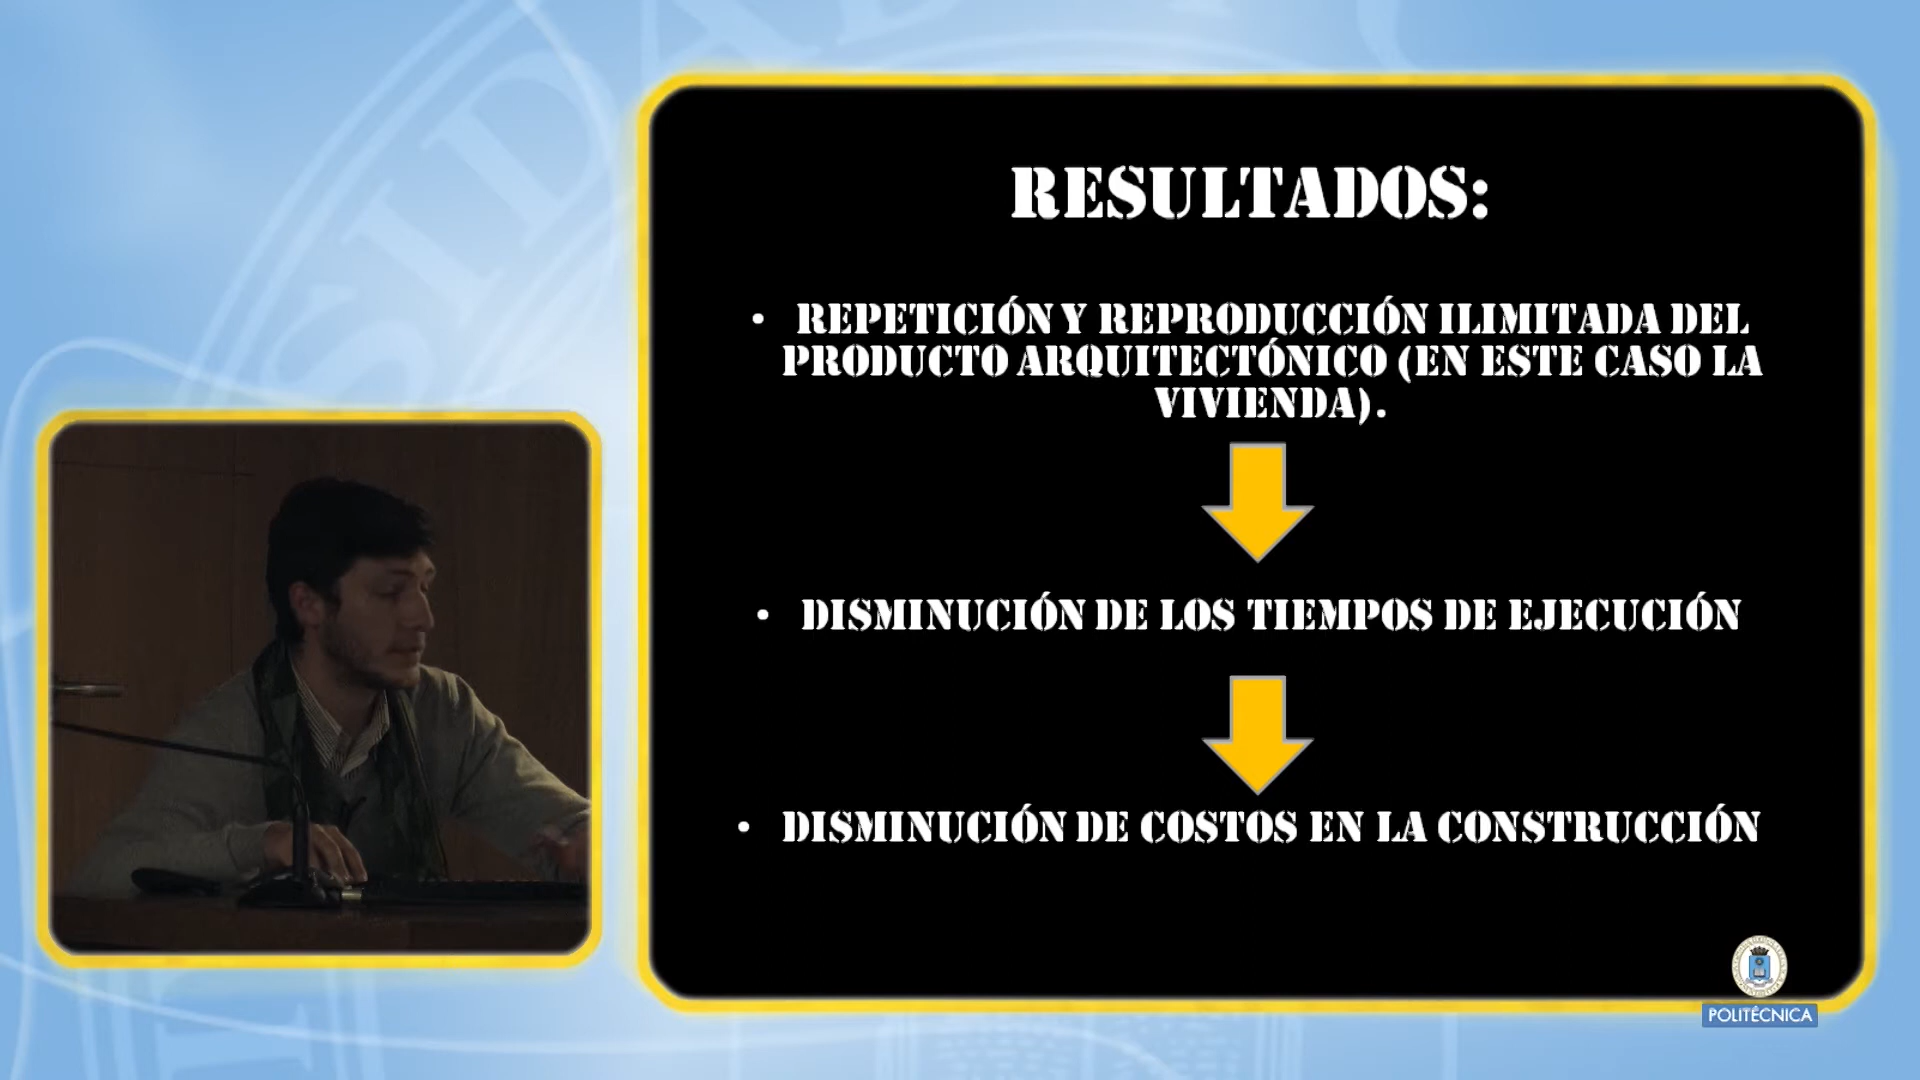 RESULTADOS:
• REPETICIÓN Y REPRODUCCIÓN ILIMITADA DEL
PRODUCTO ARQUITECTÓNICO (EN ESTE CASO LA
VIVIENDA).
• DISMINUCIÓN DE LOS TIEMPOS DE EJECUCIÓN
• DISMINUCIÓN DE COSTOS EN LA CONSTRUCCIÓN
POLITÉCNICA